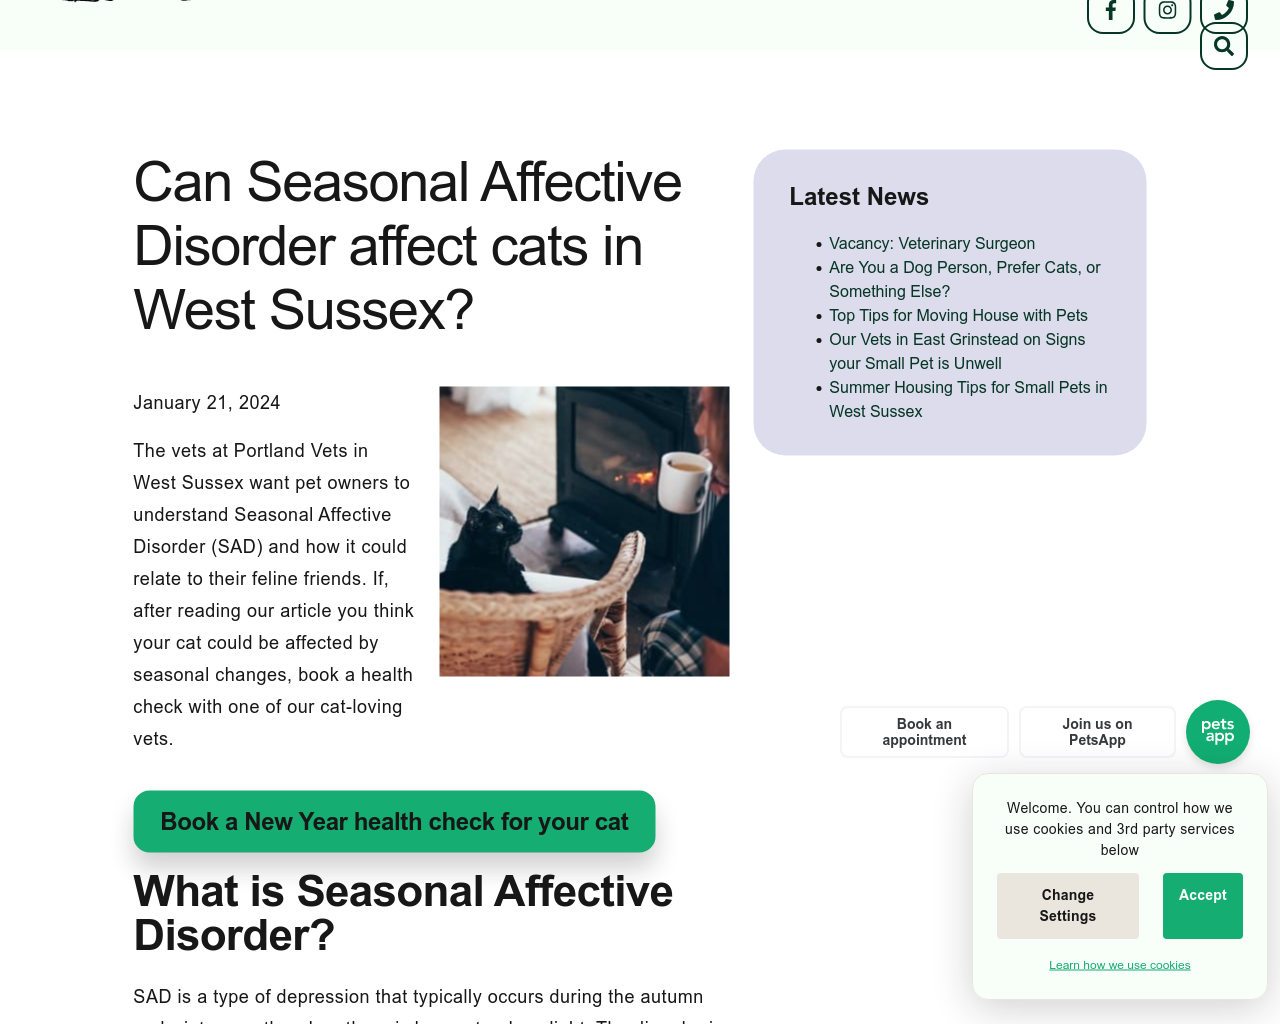 Can Seasonal Affective
Disorder affect cats in
West Sussex?
January 21, 2024
The vets at Portland Vets in
West Sussex want pet owners to
understand Seasonal Affective
Disorder (SAD) and how it could
relate to their feline friends. If,
after reading our article you think
your cat could be affected by
seasonal changes, book a health
check with one of our cat-loving
vets.
Book a New Year health check for your cat
What is Seasonal Affective
Disorder?
SAD is a type of depression that typically occurs during the autumn
Latest News
Vacancy: Veterinary Surgeon
Are You a Dog Person, Prefer Cats, or
Something Else?
Top Tips for Moving House with Pets
Our Vets in East Grinstead on Signs
your Small Pet is Unwell
Summer Housing Tips for Small Pets in
West Sussex
Book an
appointment
Join us on
PetsApp
pets
app
Welcome. You can control how we
use cookies and 3rd party services
below
Change
Settings
Accept
Learn how we use cookies